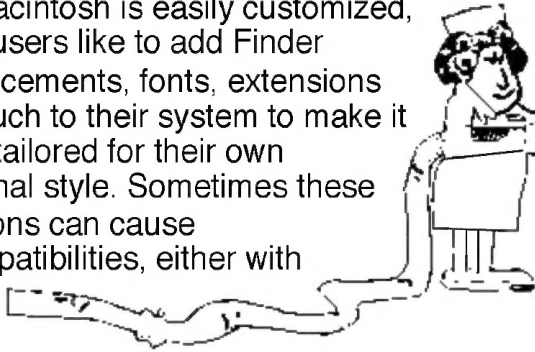 acintosh is easily customized,
users like to add Finder
cements, fonts, extensions
uch to their system to make it
tailored for their own
nal style. Sometimes these
ons can cause
patibilities, either with